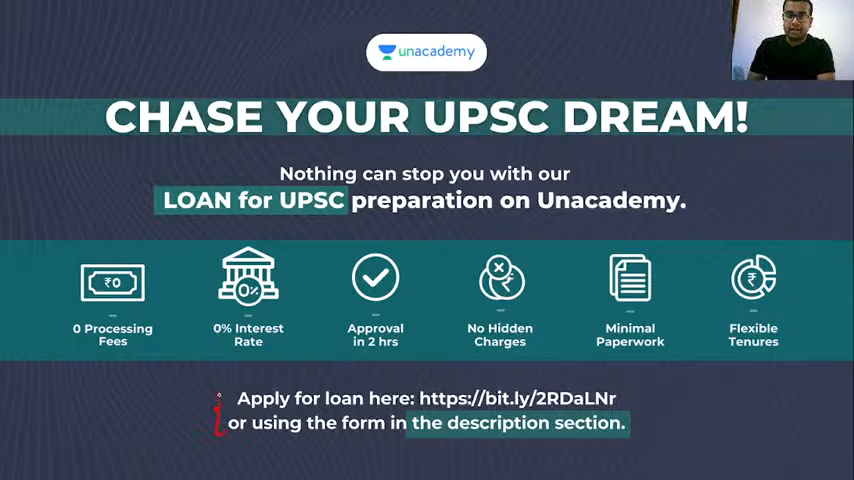 unacademy
CHASE YOUR UPSC DREAM!
Nothing can stop you with our
LOAN for UPSC preparation on Unacademy.
₹0
0%
₹
₹
0 Processing
Fees
0% Interest
Rate
Approval
in 2 hrs
No Hidden
Charges
Minimal
Paperwork
Flexible
Tenures
Apply for loan here: https://bit.ly/2RDaLNr
or using the form in the description section.